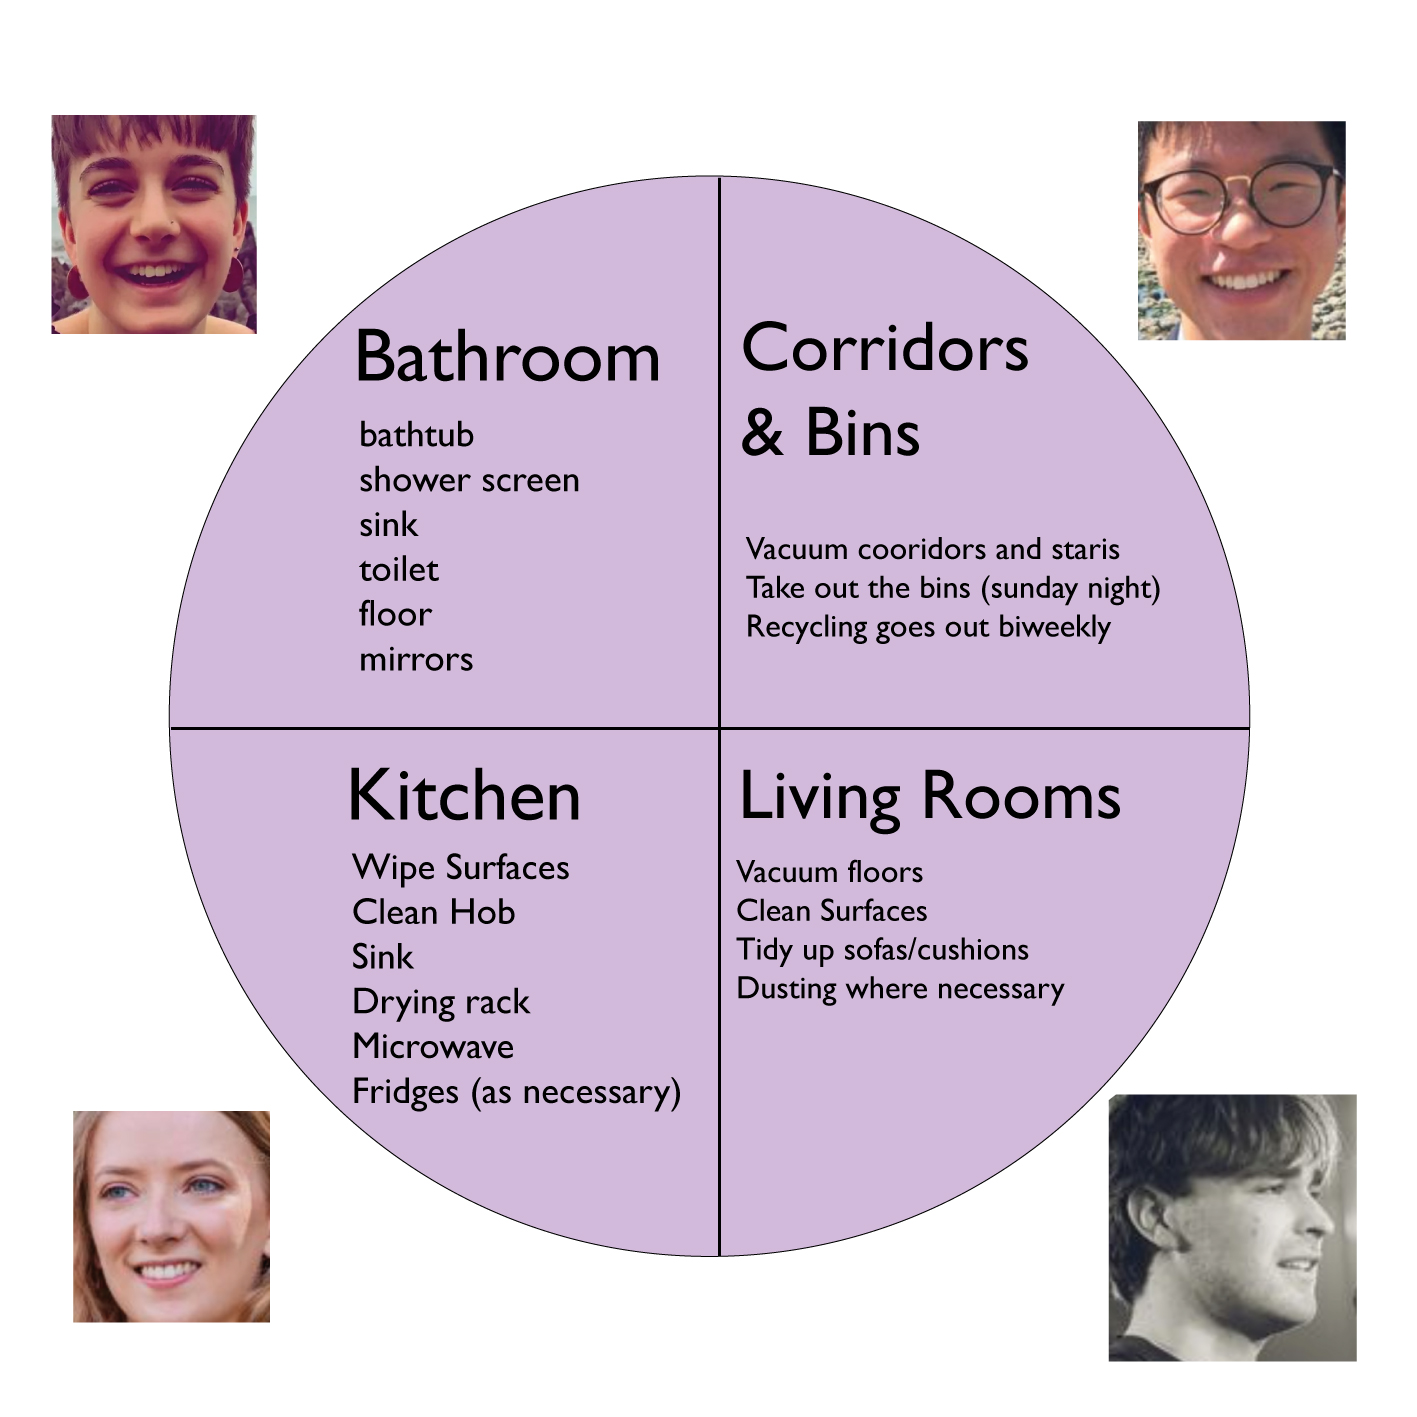 Bathroom
bathtub
shower screen
sink
toilet
floor
mirrors
Corridors
& Bins
Vacuum cooridors and staris
Take out the bins (sunday night)
Recycling goes out biweekly
Kitchen
Wipe Surfaces
Clean Hob
Sink
Drying rack
Microwave
Fridges (as necessary)
Living Rooms
Vacuum floors
Clean Surfaces
Tidy up sofas/cushions
Dusting where necessary